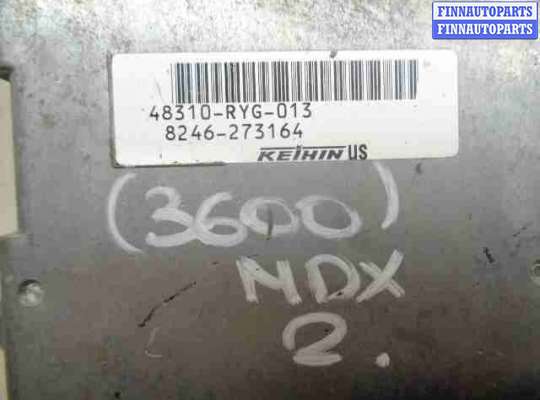 FINNAUTOPARTS
FINNAUTOPARTS
48310-RYG-013
8246-273164
KEIHIN US
(3600)
MDX
2.